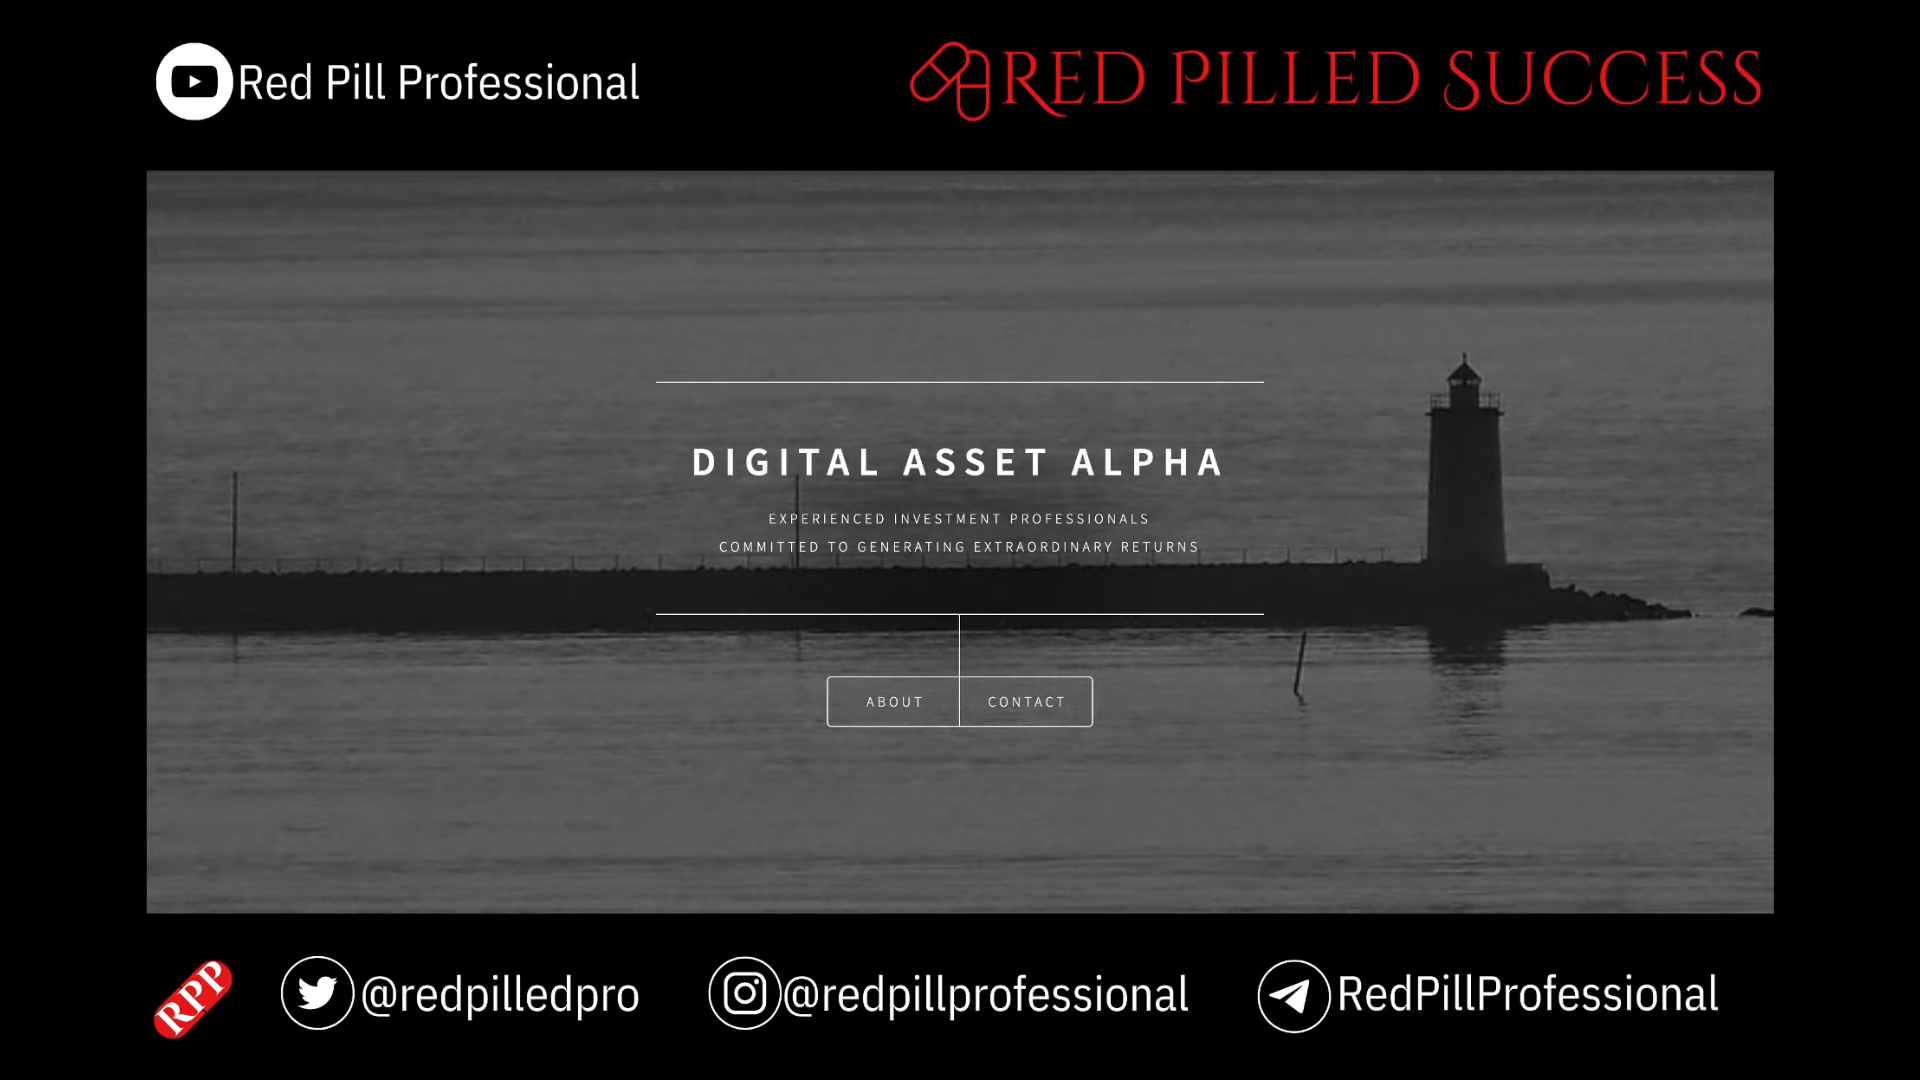 Red Pill Professional
RED PILLED SUCCESS
DIGITAL ASSET ALPHA
EXPERIENCED INVESTMENT PROFESSIONALS
COMMITTED TO GENERATING EXTRAORDINARY RETURNS
ABOUT
CONTACT
RPP
@redpilledpro
@redpillprofessional
RedPillProfessional